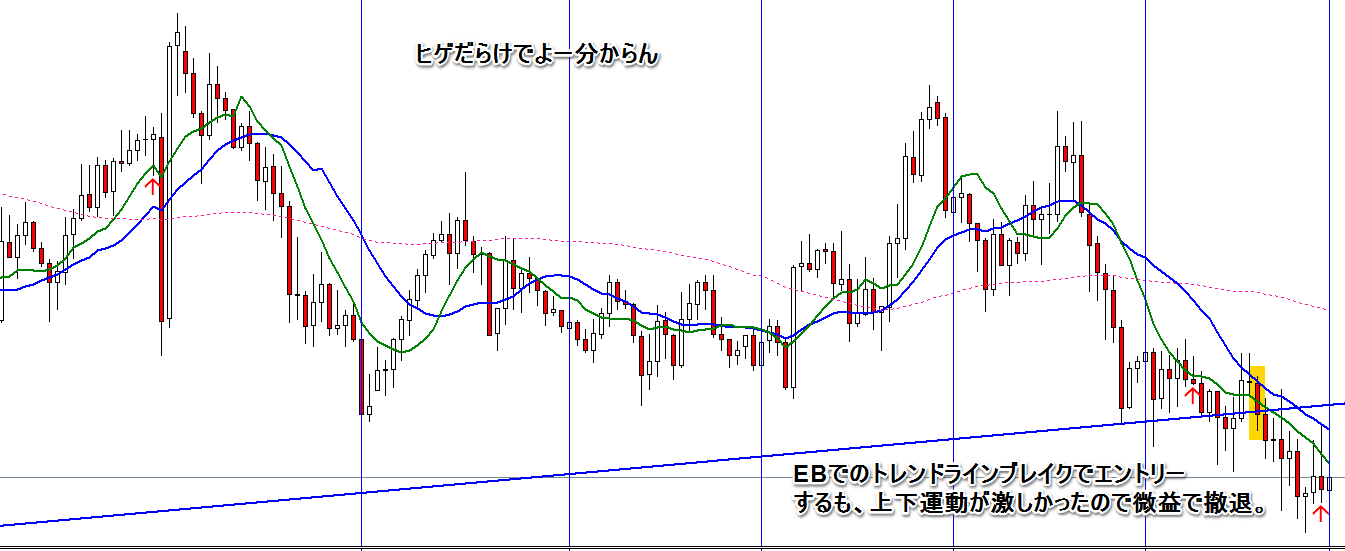 ヒゲだらけでよー分からん
EBでのトレンドラインブレイクでエントリー
するも、上下運動が激しかったので微益で撤退。